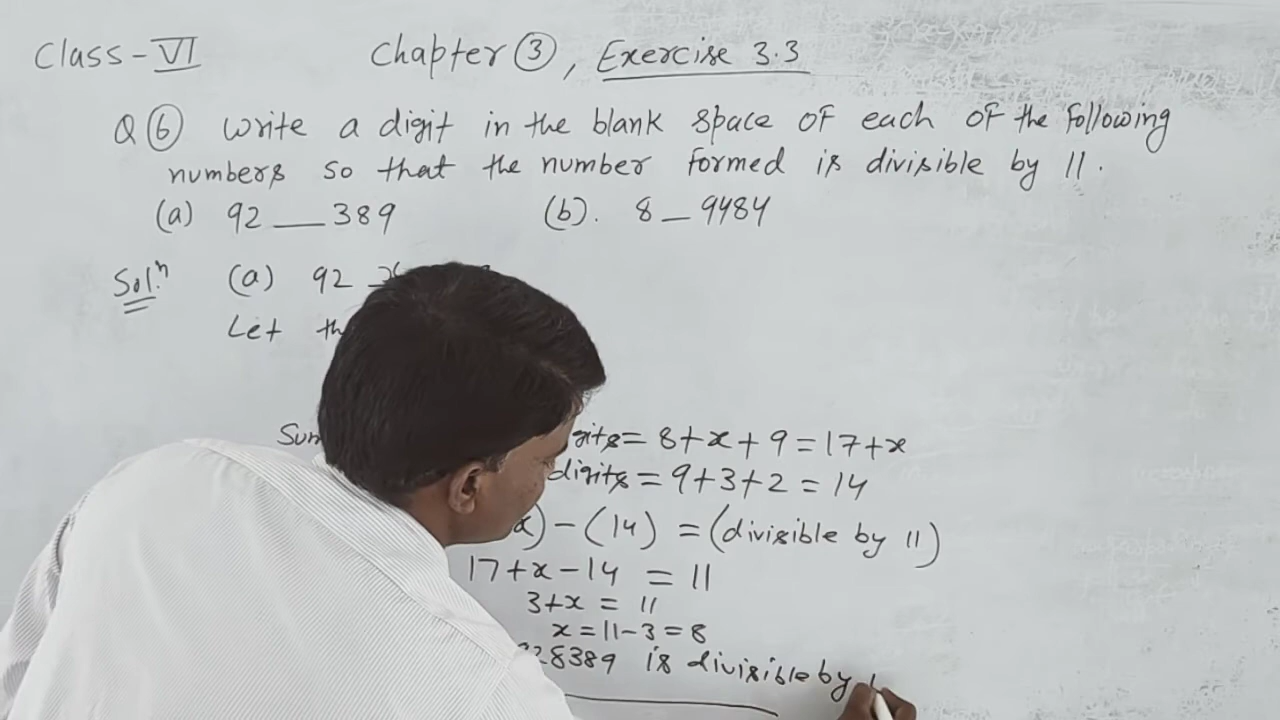 Class-VI Chapter ③, Exercise 3.3
Q ⑥ Write a digit in the blank space of each of the following
numbers so that the number formed is divisible by 11.
(a) 92 __ 389 (b). 8 _ 9484
Sol.ⁿ (a) 92
Let
= 8+x+9=17+x
digits = 9+3+2 = 14
x) - (14) = (divisible by 11)
17+x-14 = 11
3+x = 11
x=11-3=8
28389 is divisible by